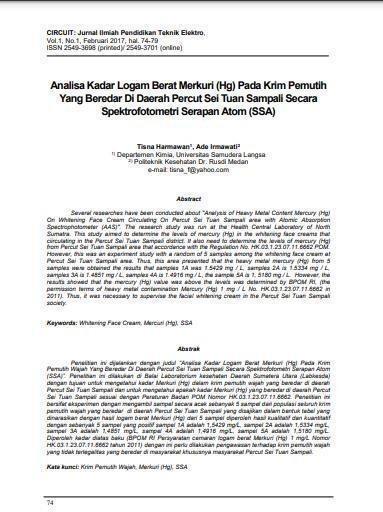 CIRCUIT: Jurnal Ilmiah Pendidikan Teknik Elektro,
Vol.1, No.1, Februari 2017, hal. 74-79
ISSN 2549-3698 (printed)/ 2549-3701 (online)
Analisa Kadar Logam Berat Merkuri (Hg) Pada Krim Pemutih
Yang Beredar Di Daerah Percut Sei Tuan Sampali Secara
Spektrofotometri Serapan Atom (SSA)
Tisna Harmawan¹, Ade Irmawati²
¹⁾ Departemen Kimia, Universitas Samudera Langsa
²⁾ Politeknik Kesehatan Dr. Rusdi Medan
e-mail: tisna_f@yahoo.com
Abstract
Several researches have been conducted about "Analysis of Heavy Metal Content Mercury (Hg)
On Whitening Face Cream Circulating On Percut Sei Tuan Sampali area with Atomic Absorption
Spectrophotometer (AAS)". The research study was run at the Health Central Laboratory of North
Sumatra. This study aimed to determine the levels of mercury (Hg) in the whitening face creams that
circulating in the Percut Sei Tuan Sampali district. It also need to determine the levels of mercury (Hg) from
Percut Sei Tuan area that accordance with the Regulation No. HK.03.1.23.07.11.6662 PODM.
However, this was an experiment study with a random of 5 samples among the whitening face cream at
Percut Sei Tuan Sampali area. Thus, this area presented that the heavy metal mercury (Hg) from 5
samples were obtained the results that samples 1A was 1.5429 mg / L, samples 2A is 1.5334 mg / L,
samples 3A is 1.4851 mg / L, samples 4A is 1.4916 mg / L, the sample 5A is 1, 5180 mg / L. However, the
results showed that the mercury (Hg) value was above the levels was determined by BPOM RI, (the
permission terms of heavy metal contamination Mercury (Hg) 1 mg / L No. HK.03.1.23.07.11.6662 in
2011). Thus, it was necessary to supervise the facial whitening cream in the Percut Sei Tuan Sampali
society.
Keywords: Whitening Face Cream, Mercuri (Hg), SSA
Abstrak
Penelitian ini dijelankan dengan judul "Analisa Kadar Logam Berat Merkuri (Hg) Pada Krim
Pemutih Wajah Yang Beredar Di Daerah Percut Sei Tuan Sampali Secara Spektrofotometri Serapan Atom
(SSA)". Penelitian ini dilakukan di Balai Laboratorium kesehatan Daerah Sumatera Utara (Labkesda)
dengan tujuan untuk mengetahui kadar Merkuri (Hg) dalam krim pemutih wajah yang beredar di daerah
Percut Sei Tuan Sampali dan untuk mengetahui apakah kadar Merkuri (Hg) yang beredar di daerah Percut
Sei Tuan Sampali sesuai dengan Peraturan Badan POM Nomor HK.03.1.23.07.11.6662. Penelitian ini
bersifat eksperimen dengan mengambil sampel secara acak sebanyak 5 sampel dari populasi seluruh krim
pemutih wajah yang beredar di daerah Percut Sei Tuan Sampali yang disajikan dalam bentuk tabel yang
dinarasikan dengan hasil logam berat Merkuri (Hg) dari 5 sampel diperoleh hasil kualitatif dan kuantitatif
dengan sebanyak 5 sampel yang positif sampel 1A adalah 1,5429 mg/L, sampel 2A adalah 1,5334 mg/L,
sampel 3A adalah 1,4851 mg/L, sampel 4A adalah 1,4916 mg/L, sampel 5A adalah 1,5180 mg/L.
Diperoleh kadar diatas baku (BPOM RI Persyaratan cemaran logam berat Merkuri (Hg) 1 mg/L Nomor
HK.03.1.23.07.11.6662 tahun 2011) dengan ini perlu dilakukan pengawasan terhadap krim pemutih wajah
yang tidak terlegalitas yang beredar di masyarakat khususnya masyarakat Percut Sei Tuan Sampali.
Kata kunci: Krim Pemutih Wajah, Merkuri (Hg), SSA
74